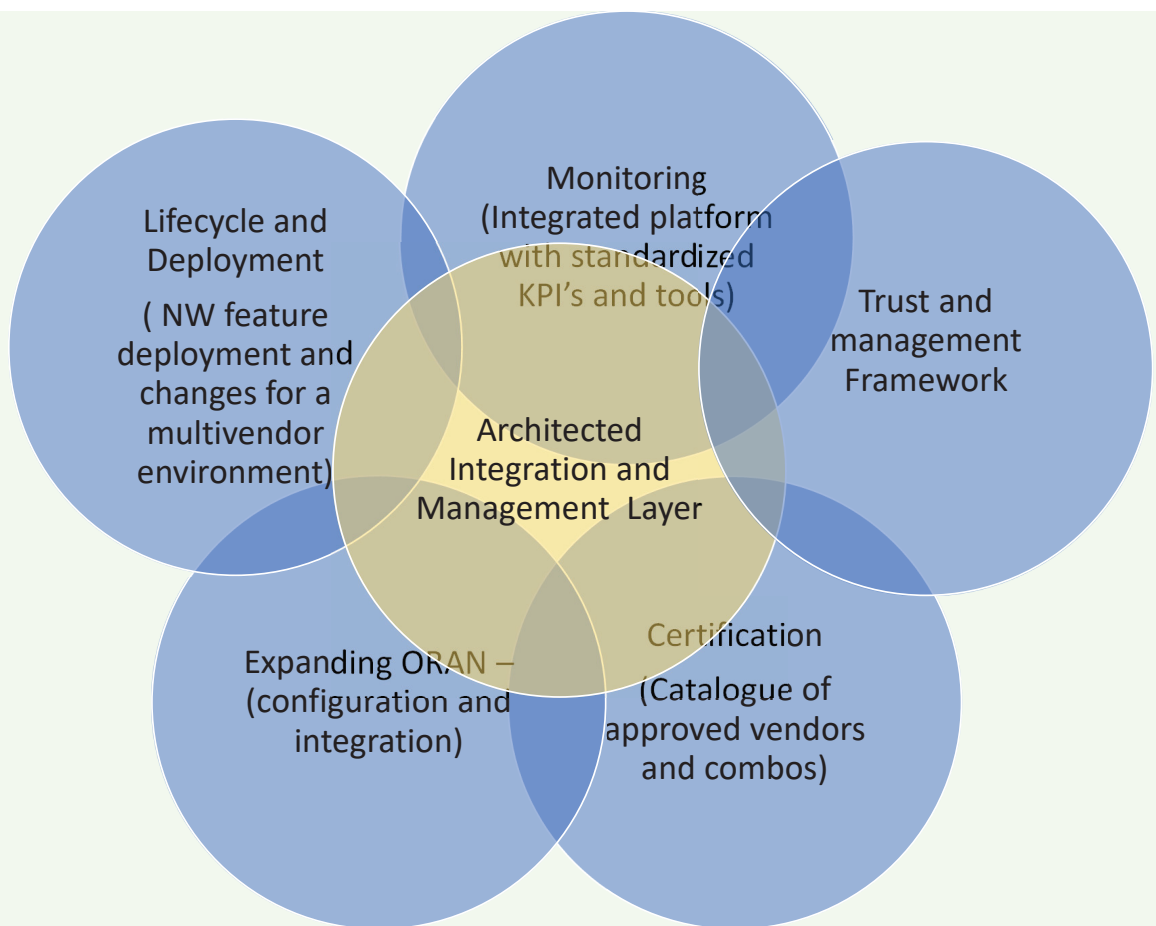 Monitoring
(Integrated platform
with standardized
KPI's and tools)
Lifecycle and
Deployment
( NW feature
deployment and
changes for a
multivendor
environment)
Trust and
management
Framework
Architected
Integration and
Management Layer
Expanding ORAN –
(configuration and
integration)
Certification
(Catalogue of
approved vendors
and combos)